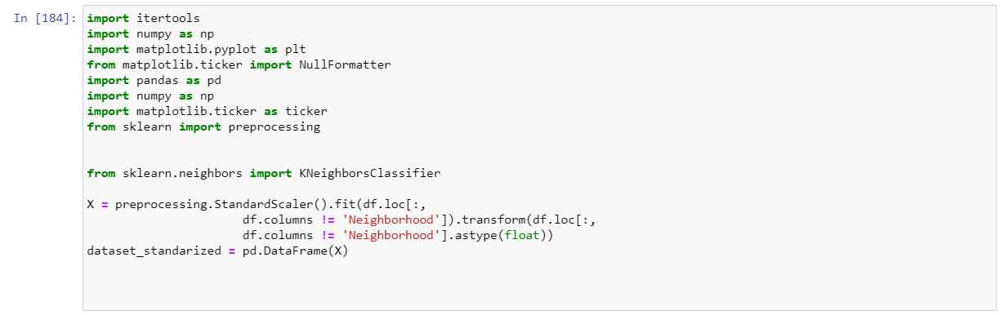 In [184]:
import itertools
import numpy as np
import matplotlib.pyplot as plt
from matplotlib.ticker import NullFormatter
import pandas as pd
import numpy as np
import matplotlib.ticker as ticker
from sklearn import preprocessing
from sklearn.neighbors import KNeighborsClassifier
X = preprocessing.StandardScaler().fit(df.loc[:,
df.columns != 'Neighborhood']).transform(df.loc[:,
df.columns != 'Neighborhood'].astype(float))
dataset_standarized = pd.DataFrame(X)